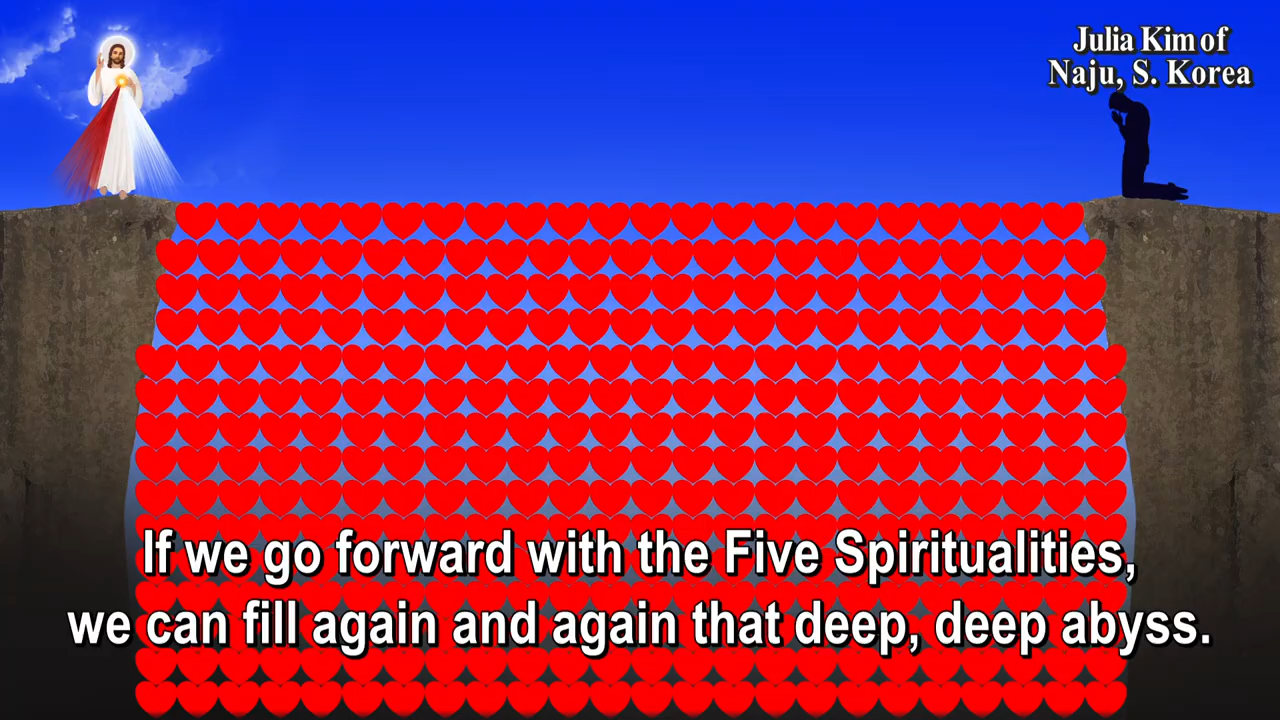 Julia Kim of
Naju, S. Korea
If we go forward with the Five Spiritualities,
we can fill again and again that deep, deep abyss.